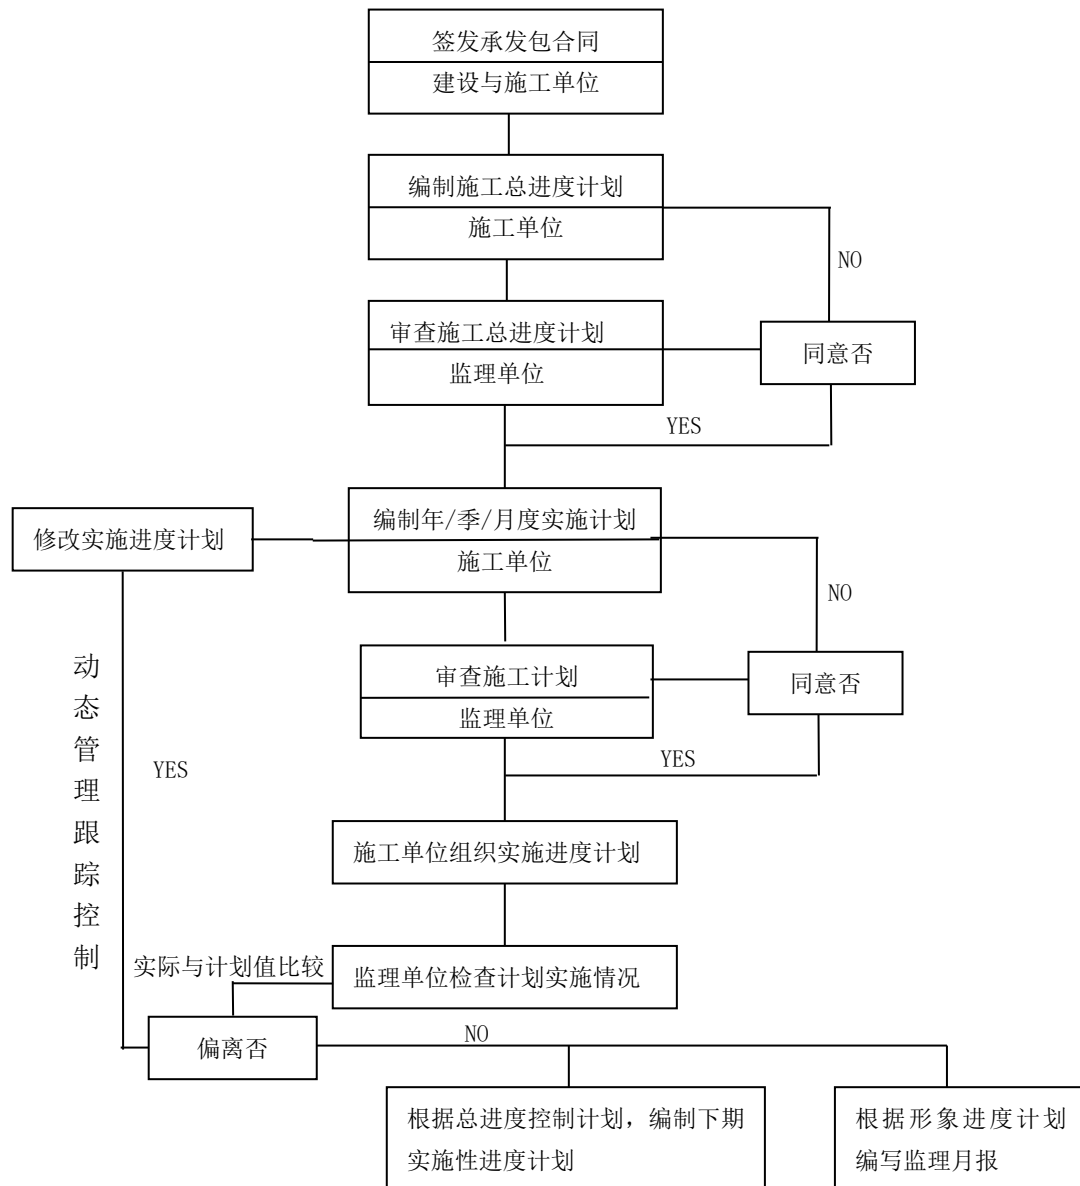 签发承发包合同
建设与施工单位
编制施工总进度计划
施工单位
NO
审查施工总进度计划
监理单位
同意否
YES
编制年/季/月度实施计划
施工单位
修改实施进度计划
NO
审查施工计划
监理单位
同意否
YES
动态管理跟踪控制
YES
施工单位组织实施进度计划
实际与计划值比较
监理单位检查计划实施情况
偏离否
NO
根据总进度控制计划，编制下期
实施性进度计划
根据形象进度计划
编写监理月报